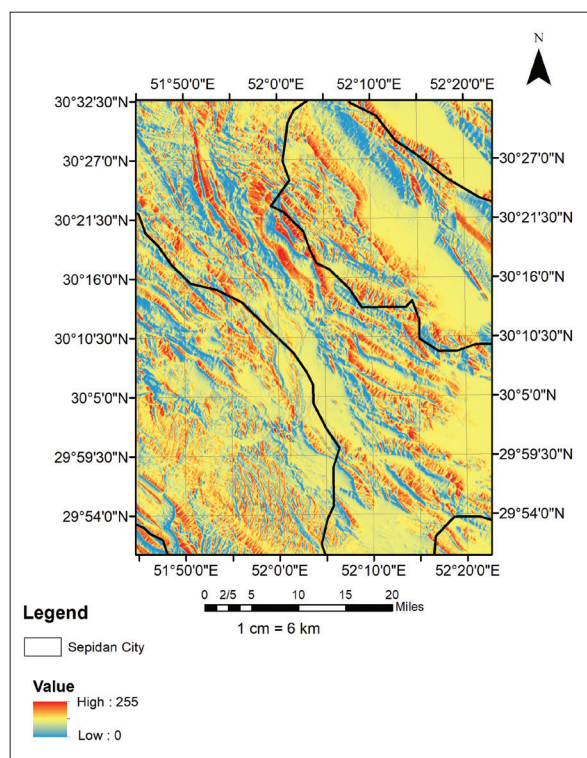 N
51°50'0"E 52°0'0"E 52°10'0"E 52°20'0"E
30°32'30"N
30°27'0"N 30°27'0"N
30°21'30"N 30°21'30"N
30°16'0"N 30°16'0"N
30°10'30"N 30°10'30"N
30°5'0"N 30°5'0"N
29°59'30"N 29°59'30"N
29°54'0"N 29°54'0"N
51°50'0"E 52°0'0"E 52°10'0"E 52°20'0"E
0 2/5 5 10 15 20
Miles
1 cm = 6 km
Legend
Sepidan City
Value
High : 255
Low : 0